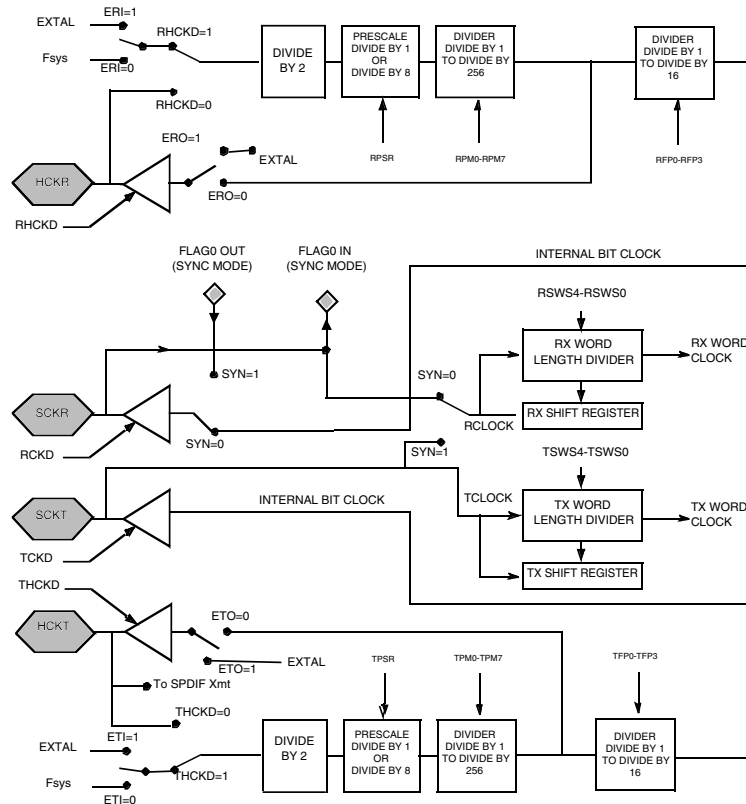 ERI=1
EXTAL
RHCKD=1
Fsys
ERI=0
DIVIDE
BY 2
PRESCALE
DIVIDE BY 1
OR
DIVIDE BY 8
DIVIDER
DIVIDE BY 1
TO DIVIDE BY
256
DIVIDER
DIVIDE BY 1
TO DIVIDE BY
16
RHCKD=0
RPSR
RPM0-RPM7
RFP0-RFP3
ERO=1
EXTAL
HCKR
ERO=0
RHCKD
FLAG0 OUT
(SYNC MODE)
FLAG0 IN
(SYNC MODE)
INTERNAL BIT CLOCK
RSWS4-RSWS0
RX WORD
LENGTH DIVIDER
RX WORD
CLOCK
SYN=1
SYN=0
SCKR
RX SHIFT REGISTER
RCLOCK
SYN=0
RCKD
SYN=1
TSWS4-TSWS0
INTERNAL BIT CLOCK
TCLOCK
SCKT
TX WORD
LENGTH DIVIDER
TX WORD
CLOCK
TCKD
TX SHIFT REGISTER
THCKD
HCKT
ETO=0
ETO=1
EXTAL
To SPDIF Xmt
TPSR
TPM0-TPM7
TFP0-TFP3
THCKD=0
ETI=1
EXTAL
THCKD=1
Fsys
ETI=0
DIVIDE
BY 2
PRESCALE
DIVIDE BY 1
OR
DIVIDE BY 8
DIVIDER
DIVIDE BY 1
TO DIVIDE BY
256
DIVIDER
DIVIDE BY 1
TO DIVIDE BY
16